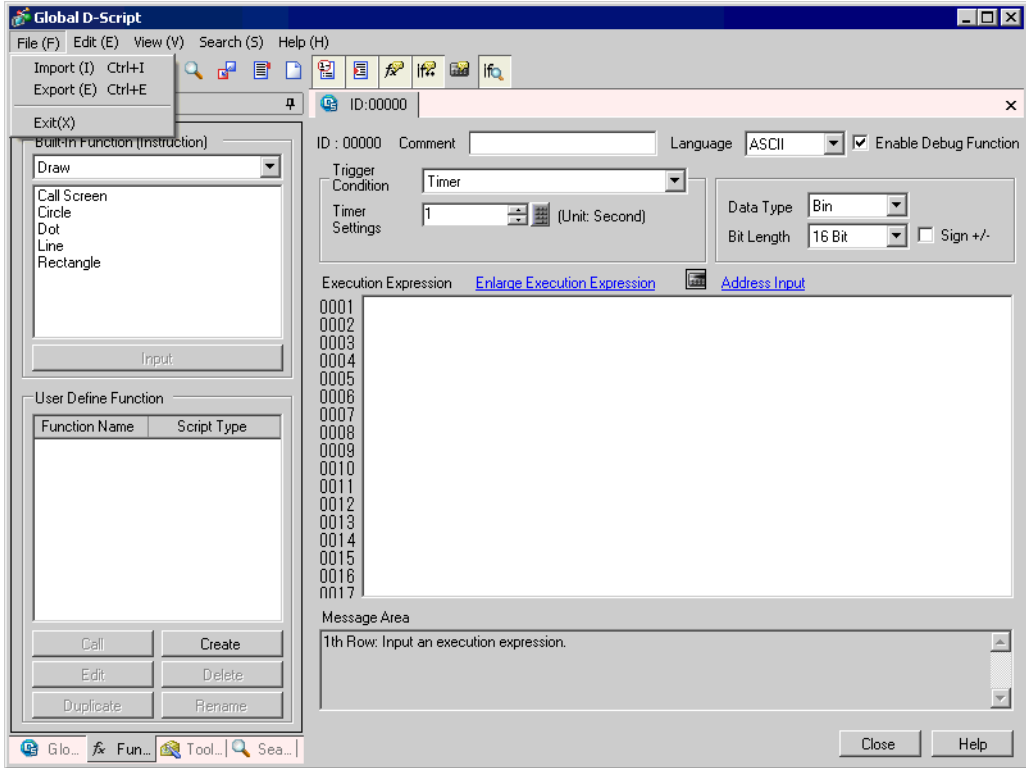 Global D-Script
File (F) Edit (E) View (V) Search (S) Help (H)
Import (I) Ctrl+I
Export (E) Ctrl+E
Exit(X)
ID:00000
Built-In Function (Instruction)
Draw
Call Screen
Circle
Dot
Line
Rectangle
Input
User Define Function
Function Name Script Type
Call Create
Edit Delete
Duplicate Rename
Glo... Fun... Tool... Sea...
ID : 00000 Comment Language ASCII Enable Debug Function
Trigger
Condition
Timer
Timer
Settings
1 (Unit: Second)
Data Type Bin
Bit Length 16 Bit Sign +/-
Execution Expression Enlarge Execution Expression Address Input
0001
0002
0003
0004
0005
0006
0007
0008
0009
0010
0011
0012
0013
0014
0015
0016
0017
Message Area
1th Row: Input an execution expression.
Close Help